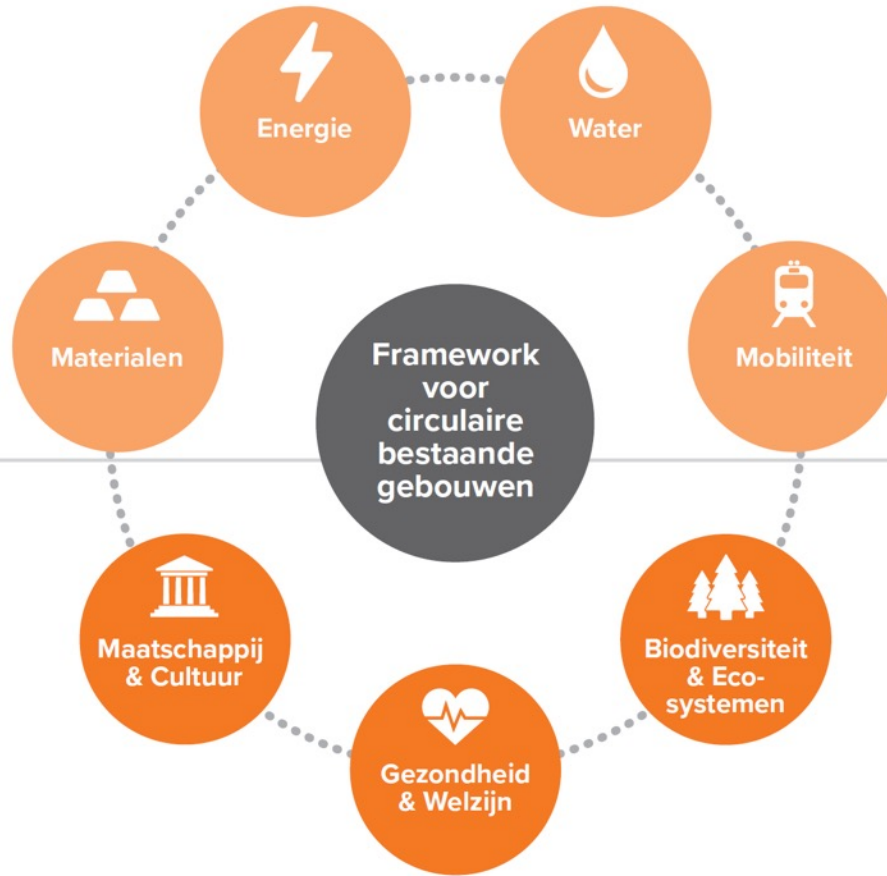 Energie
Water
Materialen
Mobiliteit
Framework
voor
circulaire
bestaande
gebouwen
Maatschappij
& Cultuur
Biodiversiteit
& Eco-
systemen
Gezondheid
& Welzijn